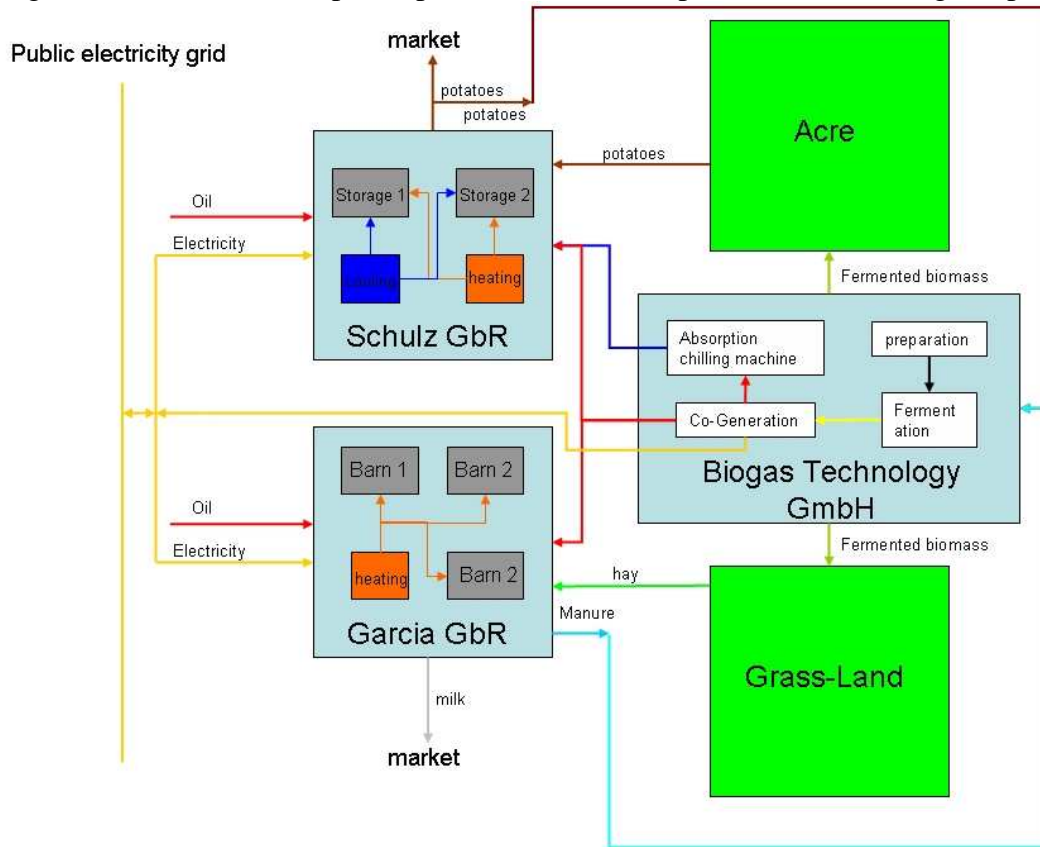 market
Public electricity grid
potatoes
potatoes
Acre
potatoes
Storage 1
Storage 2
Oil
Electricity
cooling
heating
Fermented biomass
Schulz GbR
Absorption
chilling machine
preparation
Co-Generation
Ferment
ation
Biogas Technology
GmbH
Barn 1
Barn 2
Oil
Electricity
Fermented biomass
heating
Barn 2
hay
Manure
Garcia GbR
Grass-Land
milk
market